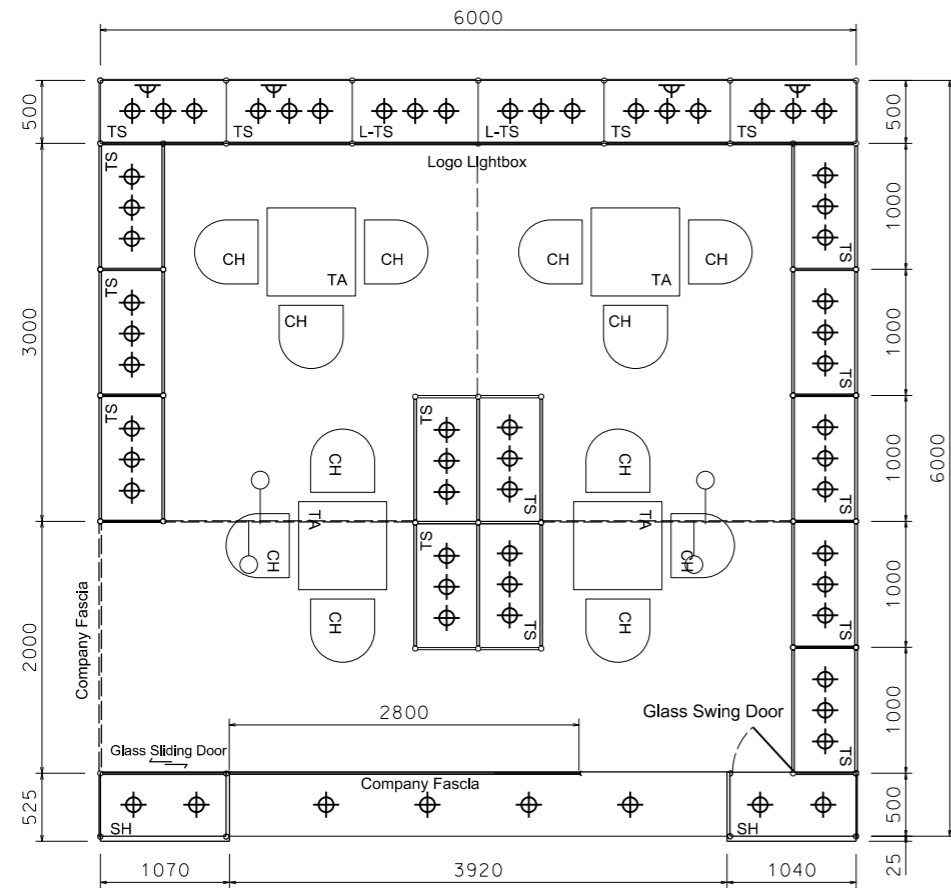 6000
500
500
TS
TS
L-TS
L-TS
TS
TS
Logo Lightbox
TS
TS
CH
CH
TA
CH
CH
CH
TA
CH
1000
3000
TS
TS
1000
TS
TS
TS
TS
1000
CH
CH
TA
TA
CH
CH
TS
TS
TS
1000
6000
CH
CH
Company Fascia
2000
2800
Glass Swing Door
1000
TS
Glass Sliding Door
Company Fascia
525
500
SH
SH
25
1070
3920
1040